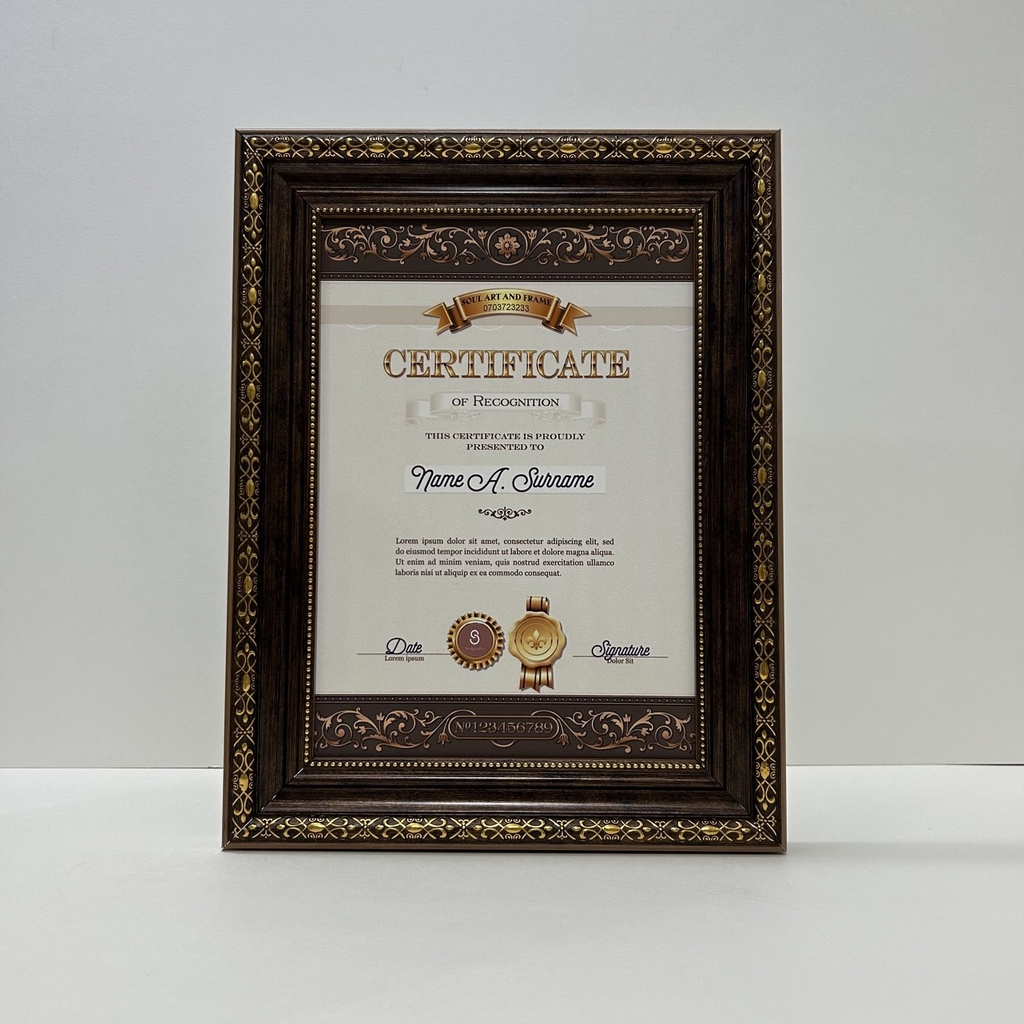 SOUL ART AND FRAME
0703723233
CERTIFICATE
OF RECOGNITION
THIS CERTIFICATE IS PROUDLY
PRESENTED TO
Name A. Surname
Lorem ipsum dolor sit amet, consectetur adipiscing elit, sed
do eiusmod tempor incididunt ut labore et dolore magna aliqua.
Ut enim ad minim veniam, quis nostrud exercitation ullamco
laboris nisi ut aliquip ex ea commodo consequat.
Date
Lorem ipsum
S
Signature
Dolor Sit
№123456789